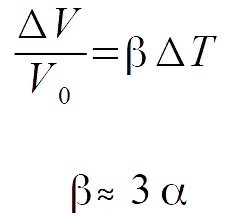 ΔV/V₀ = β ΔT
β ≈ 3 α